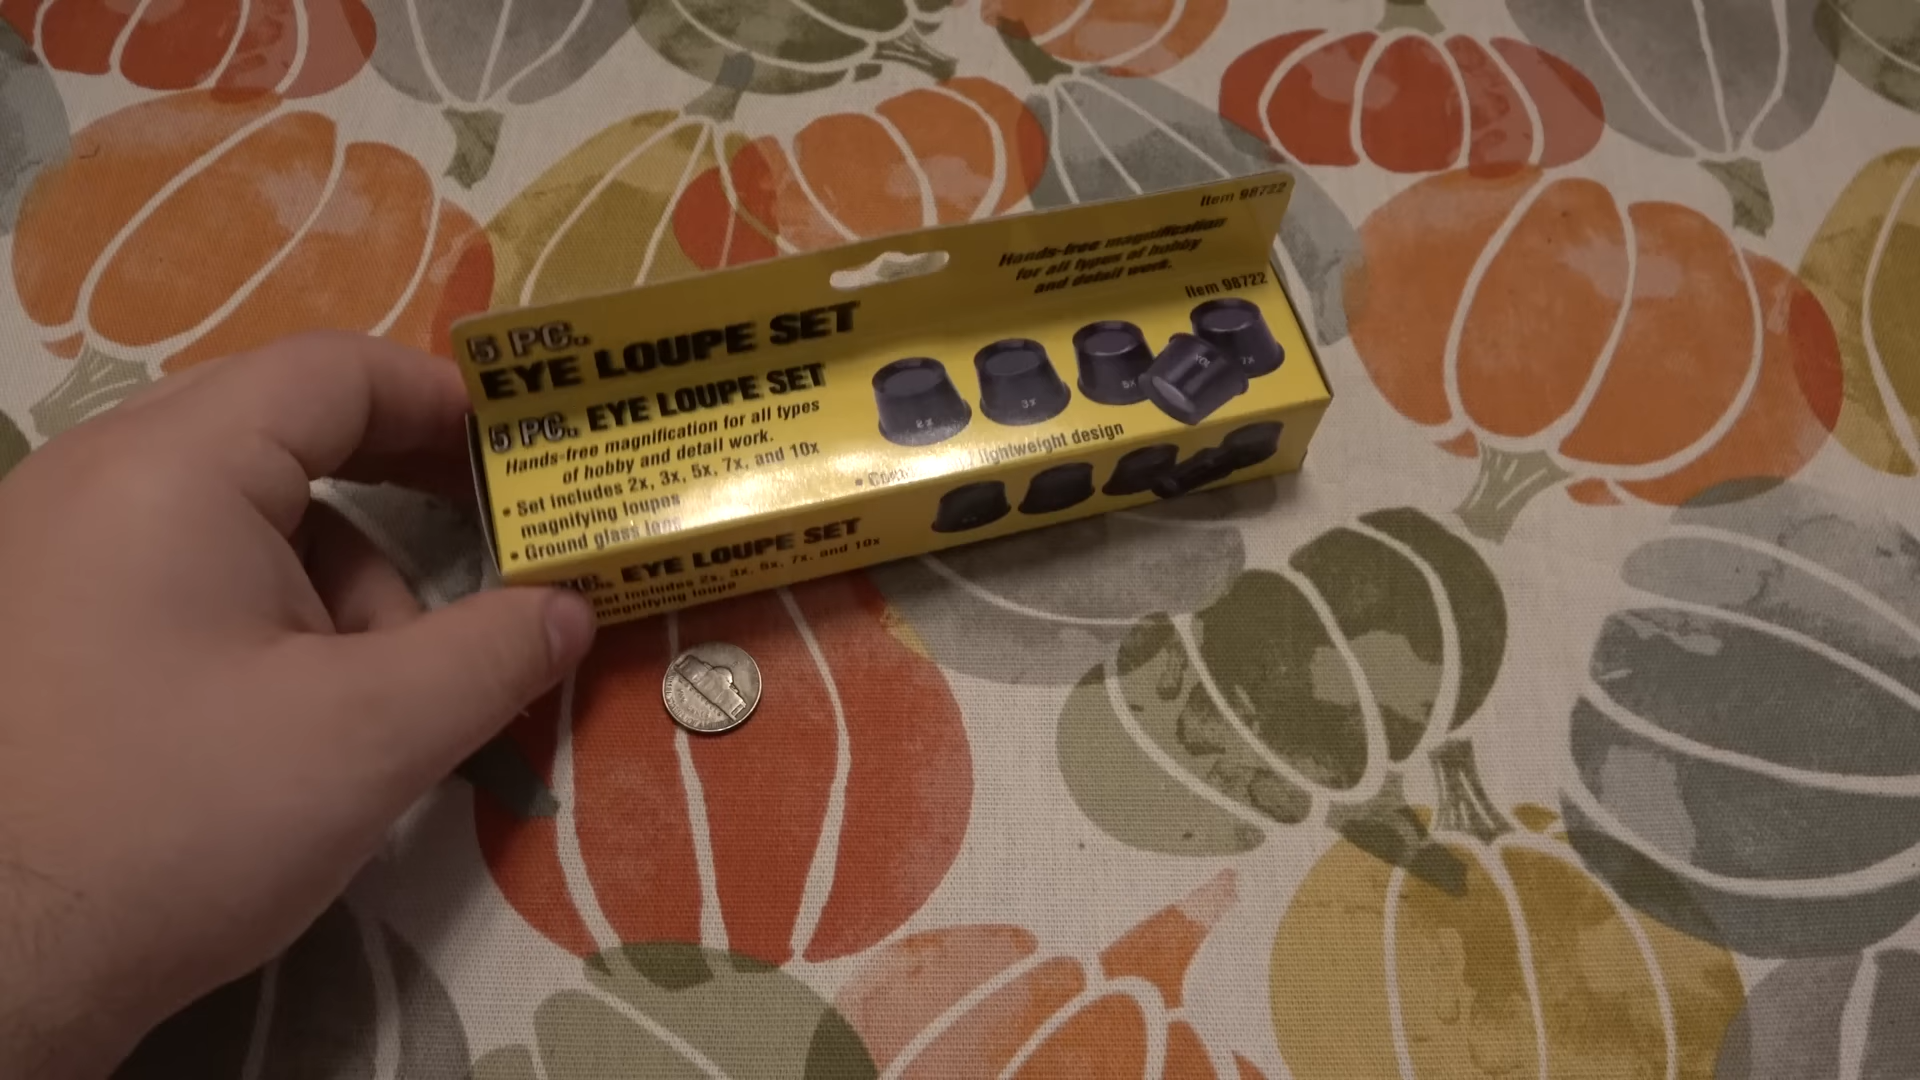 Item 98722
Hands-free magnification
for all types of hobby
and detail work.
5 PC.
EYE LOUPE SET
Item 98722
5 PC. EYE LOUPE SET
Hands-free magnification for all types
of hobby and detail work.
• Set includes 2x, 3x, 5x, 7x, and 10x
magnifying loupes
• Ground glass lens
2x
3x
5x
10X
7x
• lightweight design
EYE LOUPE SET
Set includes 2x, 3x, 5x, 7x, and 10x
magnifying loupe